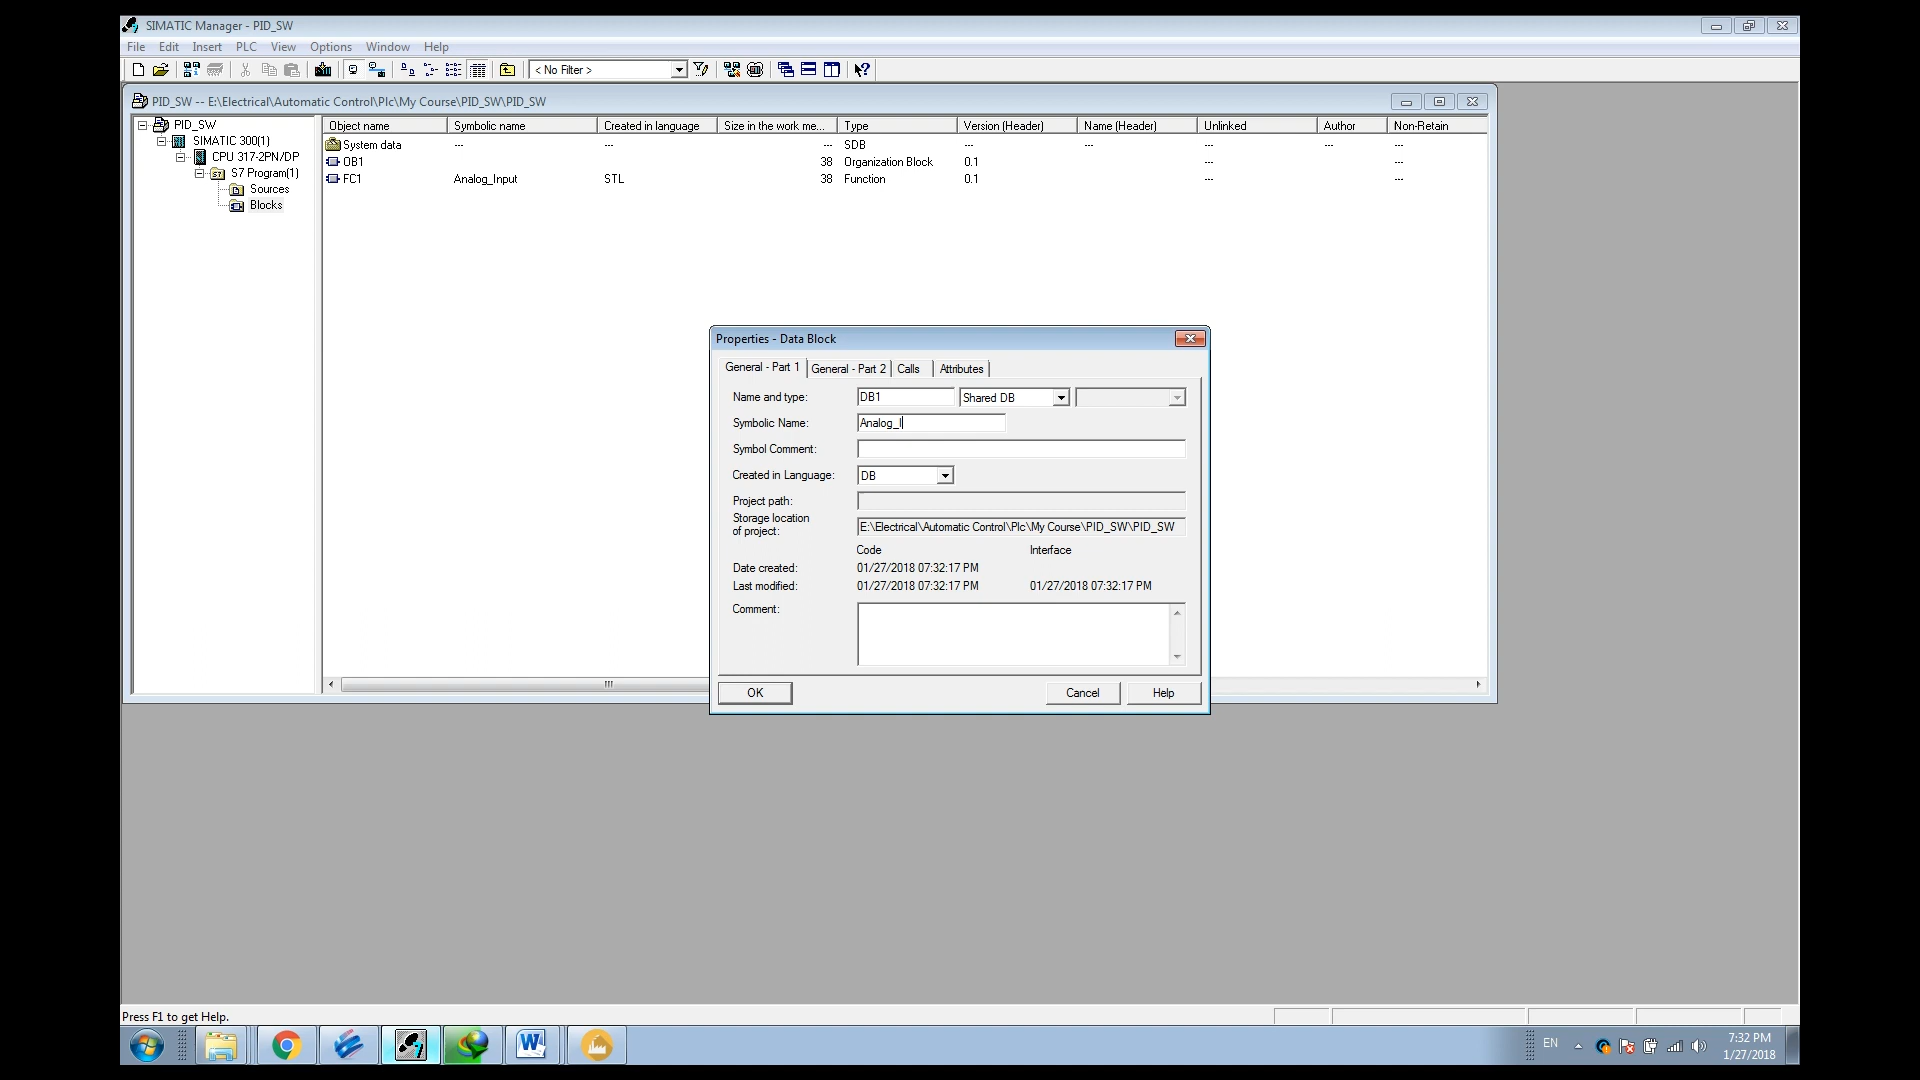 SIMATIC Manager - PID_SW
File Edit Insert PLC View Options Window Help
< No Filter >
PID_SW -- E:\Electrical\Automatic Control\Plc\My Course\PID_SW\PID_SW
PID_SW
SIMATIC 300(1)
CPU 317-2PN/DP
S7 Program(1)
Sources
Blocks
Object name Symbolic name Created in language Size in the work me... Type Version (Header) Name (Header) Unlinked Author Non-Retain
System data --- --- --- SDB --- --- --- --- ---
OB1 38 Organization Block 0.1 --- ---
FC1 Analog_Input STL 38 Function 0.1 --- ---
Properties - Data Block
General - Part 1 General - Part 2 Calls Attributes
Name and type: DB1 Shared DB
Symbolic Name: Analog_I
Symbol Comment:
Created in Language: DB
Project path:
Storage location
of project: E:\Electrical\Automatic Control\Plc\My Course\PID_SW\PID_SW
Code Interface
Date created: 01/27/2018 07:32:17 PM
Last modified: 01/27/2018 07:32:17 PM 01/27/2018 07:32:17 PM
Comment:
OK Cancel Help
Press F1 to get Help.
EN
7:32 PM
1/27/2018